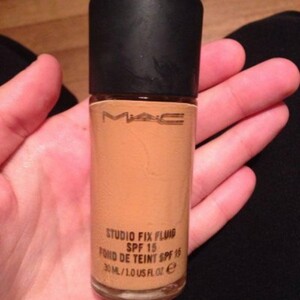 MAC
STUDIO FIX FLUID
SPF 15
FOND DE TEINT SPF 15
30 ML / 1.0 US FL OZ ℮